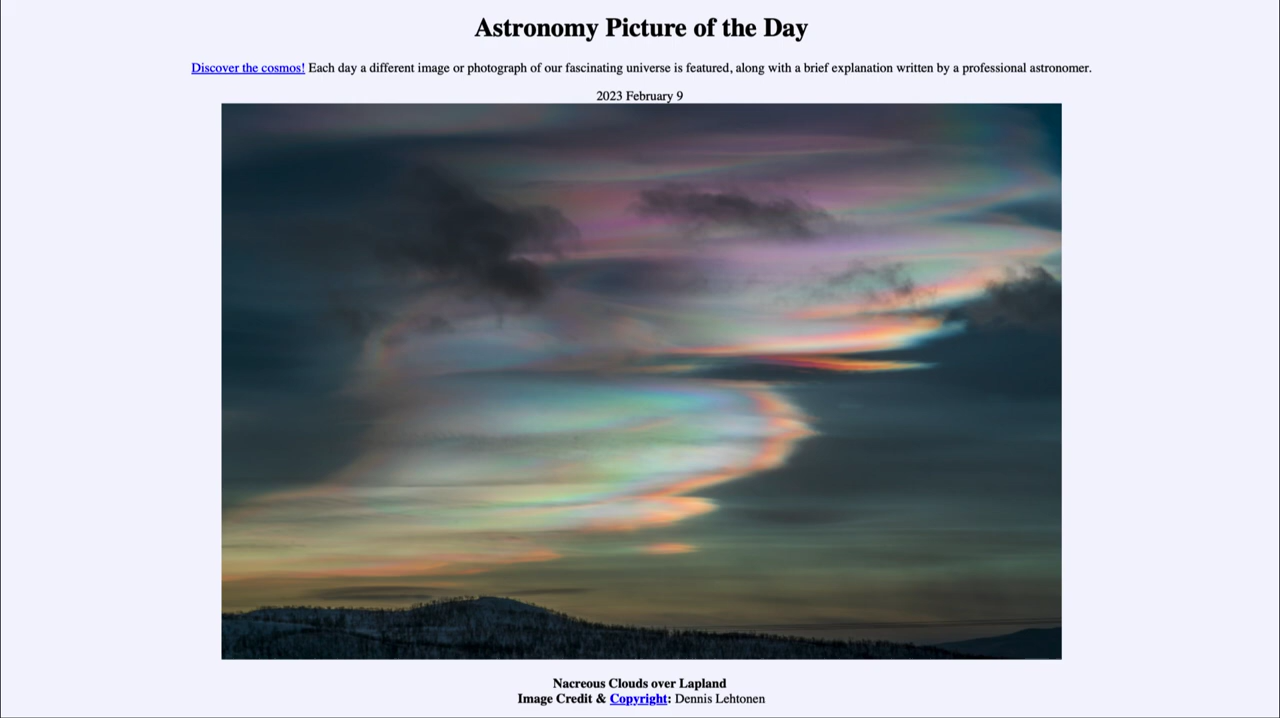 Astronomy Picture of the Day
Discover the cosmos! Each day a different image or photograph of our fascinating universe is featured, along with a brief explanation written by a professional astronomer.
2023 February 9
Nacreous Clouds over Lapland
Image Credit & Copyright: Dennis Lehtonen